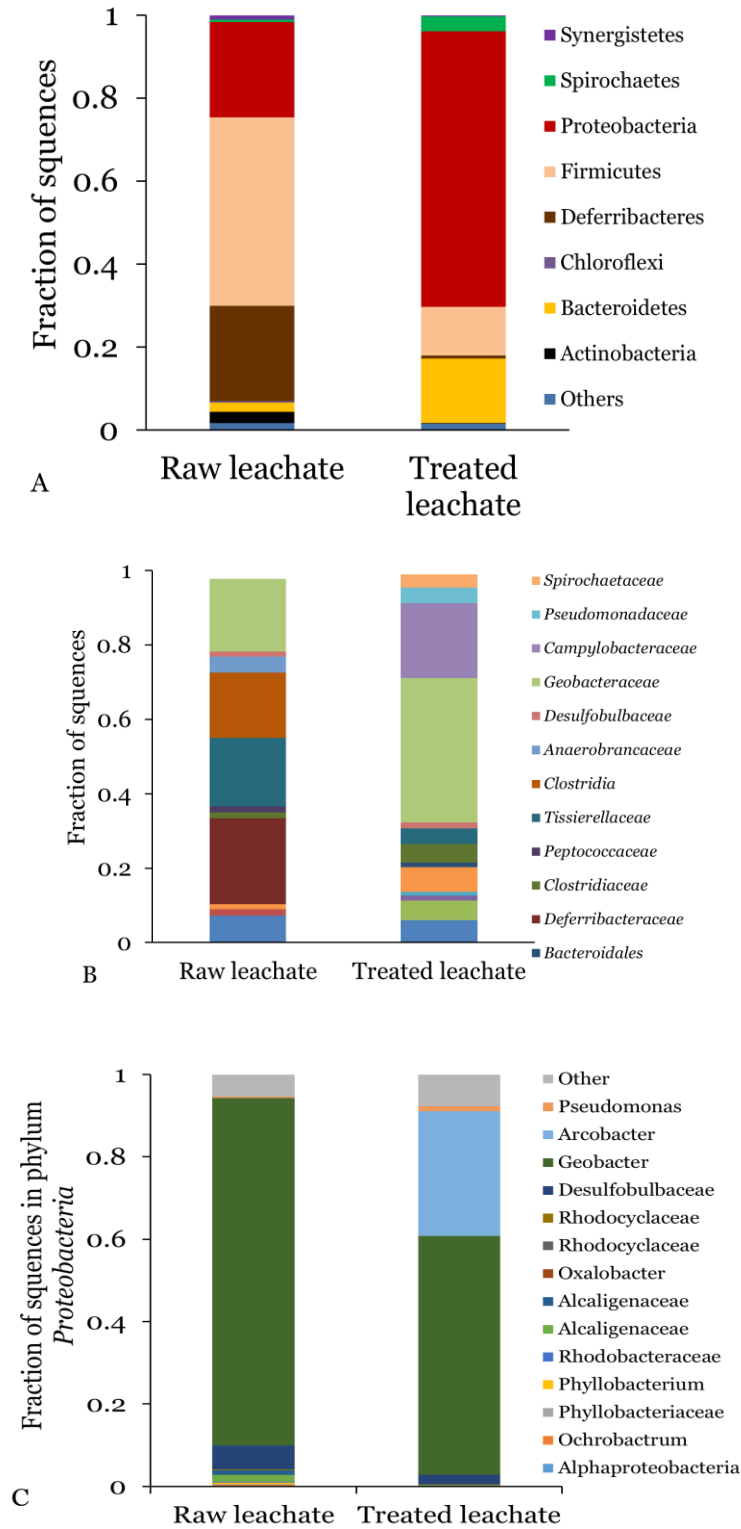 1
0.8
0.6
0.4
0.2
0
Fraction of squences
Raw leachate
Treated
leachate
Synergistetes
Spirochaetes
Proteobacteria
Firmicutes
Deferribacteres
Chloroflexi
Bacteroidetes
Actinobacteria
Others
A
1
0.8
0.6
0.4
0.2
0
Fraction of squences
Raw leachate
Treated leachate
Spirochaetaceae
Pseudomonadaceae
Campylobacteraceae
Geobacteraceae
Desulfobulbaceae
Anaerobrancaceae
Clostridia
Tissierellaceae
Peptococcaceae
Clostridiaceae
Deferribacteraceae
Bacteroidales
B
1
0.8
0.6
0.4
0.2
0
Fraction of squences in phylum
Proteobacteria
Raw leachate
Treated leachate
Other
Pseudomonas
Arcobacter
Geobacter
Desulfobulbaceae
Rhodocyclaceae
Rhodocyclaceae
Oxalobacter
Alcaligenaceae
Alcaligenaceae
Rhodobacteraceae
Phyllobacterium
Phyllobacteriaceae
Ochrobactrum
Alphaproteobacteria
C